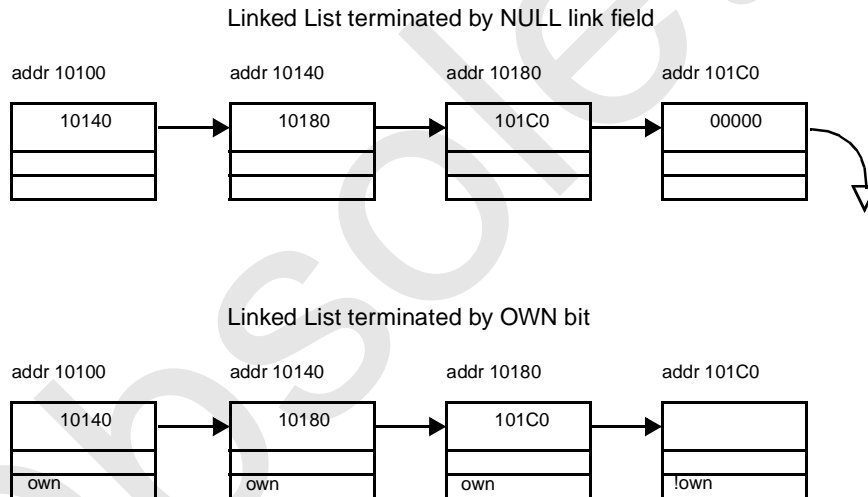 Linked List terminated by NULL link field
addr 10100 addr 10140 addr 10180 addr 101C0
10140 10180 101C0 00000
Linked List terminated by OWN bit
addr 10100 addr 10140 addr 10180 addr 101C0
10140 10180 101C0
own own own !own